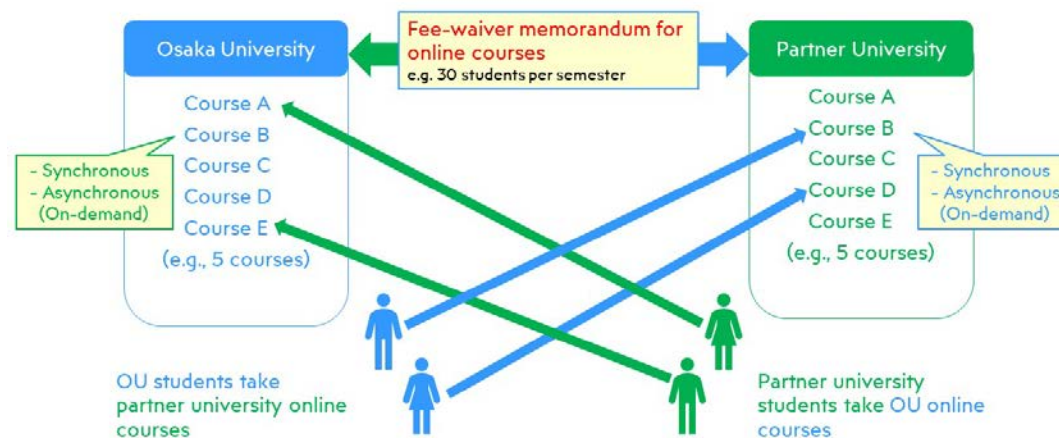 Osaka University
Fee-waiver memorandum for
online courses
e.g. 30 students per semester
Partner University
Course A
Course B
Course C
Course D
Course E
(e.g., 5 courses)
- Synchronous
- Asynchronous
(On-demand)
Course A
Course B
Course C
Course D
Course E
(e.g., 5 courses)
- Synchronous
- Asynchronous
(On-demand)
OU students take
partner university online
courses
Partner university
students take OU online
courses